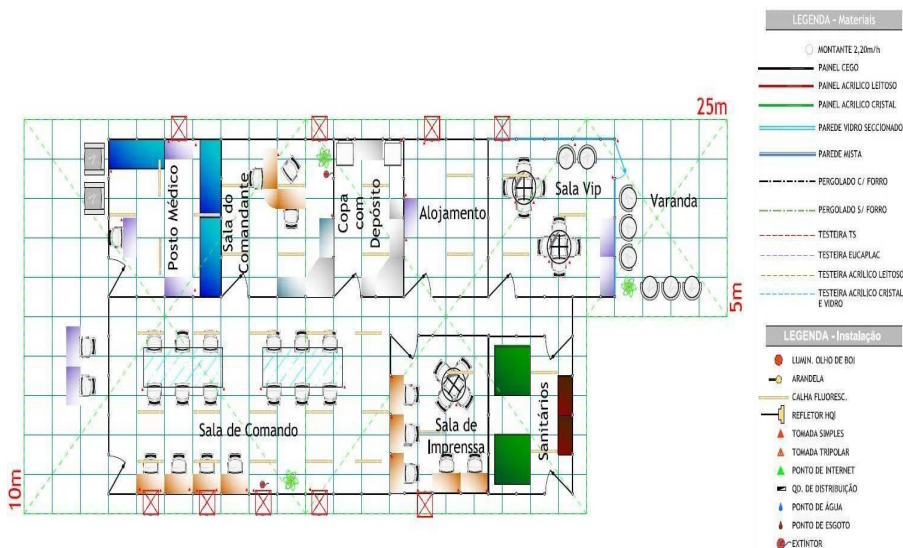 25m
Posto Médico
Sala do
Comandante
Copa
com
Depósito
Alojamento
Sala Vip
Varanda
5m
Sala de Comando
Sala de
Imprenssa
Sanitários
10m
LEGENDA - Materiais
MONTANTE 2,20m/h
PAINEL CEGO
PAINEL ACRÍLICO LEITOSO
PAINEL ACRILICO CRISTAL
PAREDE VIDRO SECCIONADO
PAREDE MISTA
PERGOLADO C/ FORRO
PERGOLADO S/ FORRO
TESTEIRA TS
TESTEIRA EUCAPLAC
TESTEIRA ACRÍLICO LEITOSO
TESTEIRA ACRÍLICO CRISTAL
E VIDRO
LEGENDA - Instalação
LUMIN. OLHO DE BOI
ARANDELA
CALHA FLUORESC.
REFLETOR HQI
TOMADA SIMPLES
TOMADA TRIPOLAR
PONTO DE INTERNET
QD. DE DISTRIBUIÇÃO
PONTO DE ÁGUA
PONTO DE ESGOTO
EXTINTOR